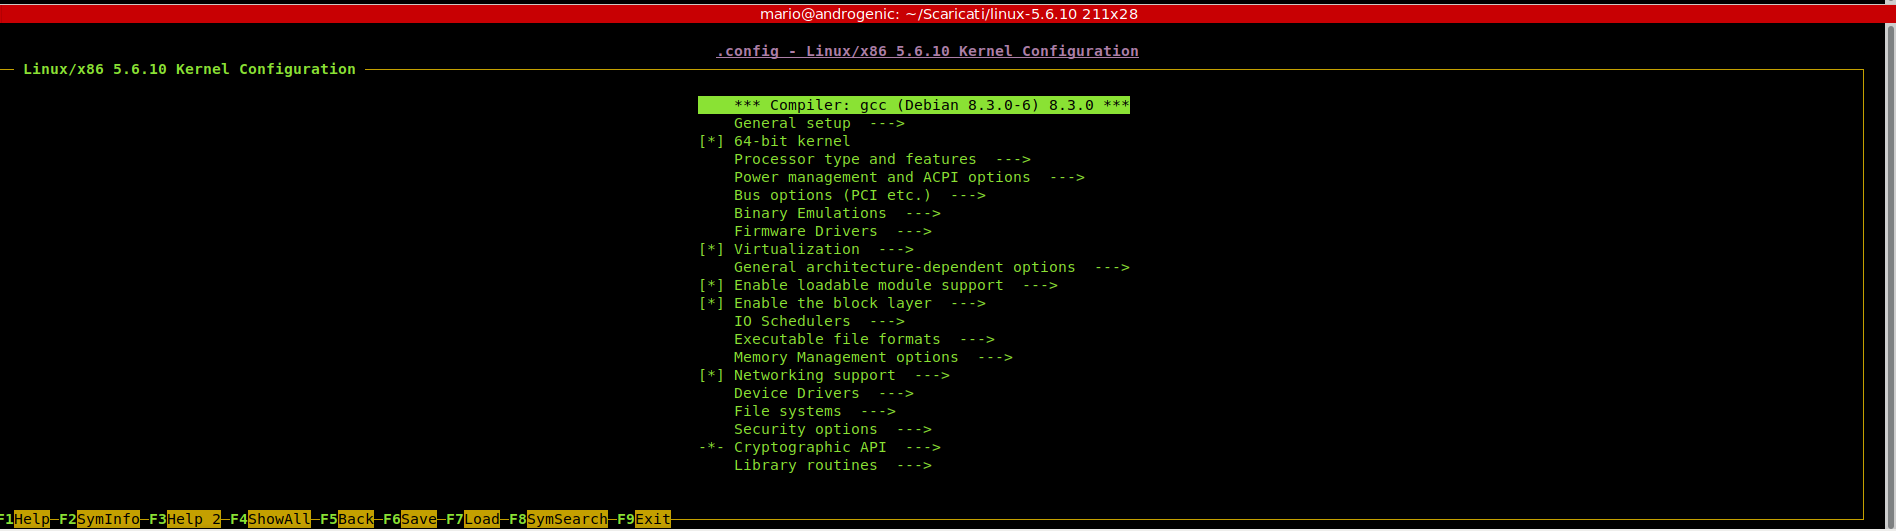 mario@androgenic: ~/Scaricati/linux-5.6.10 211x28
.config - Linux/x86 5.6.10 Kernel Configuration
Linux/x86 5.6.10 Kernel Configuration
*** Compiler: gcc (Debian 8.3.0-6) 8.3.0 ***
General setup  --->
[*] 64-bit kernel
Processor type and features  --->
Power management and ACPI options  --->
Bus options (PCI etc.)  --->
Binary Emulations  --->
Firmware Drivers  --->
[*] Virtualization  --->
General architecture-dependent options  --->
[*] Enable loadable module support  --->
[*] Enable the block layer  --->
IO Schedulers  --->
Executable file formats  --->
Memory Management options  --->
[*] Networking support  --->
Device Drivers  --->
File systems  --->
Security options  --->
-*- Cryptographic API  --->
Library routines  --->
F1Help-F2SymInfo-F3Help 2-F4ShowAll-F5Back-F6Save-F7Load-F8SymSearch-F9Exit